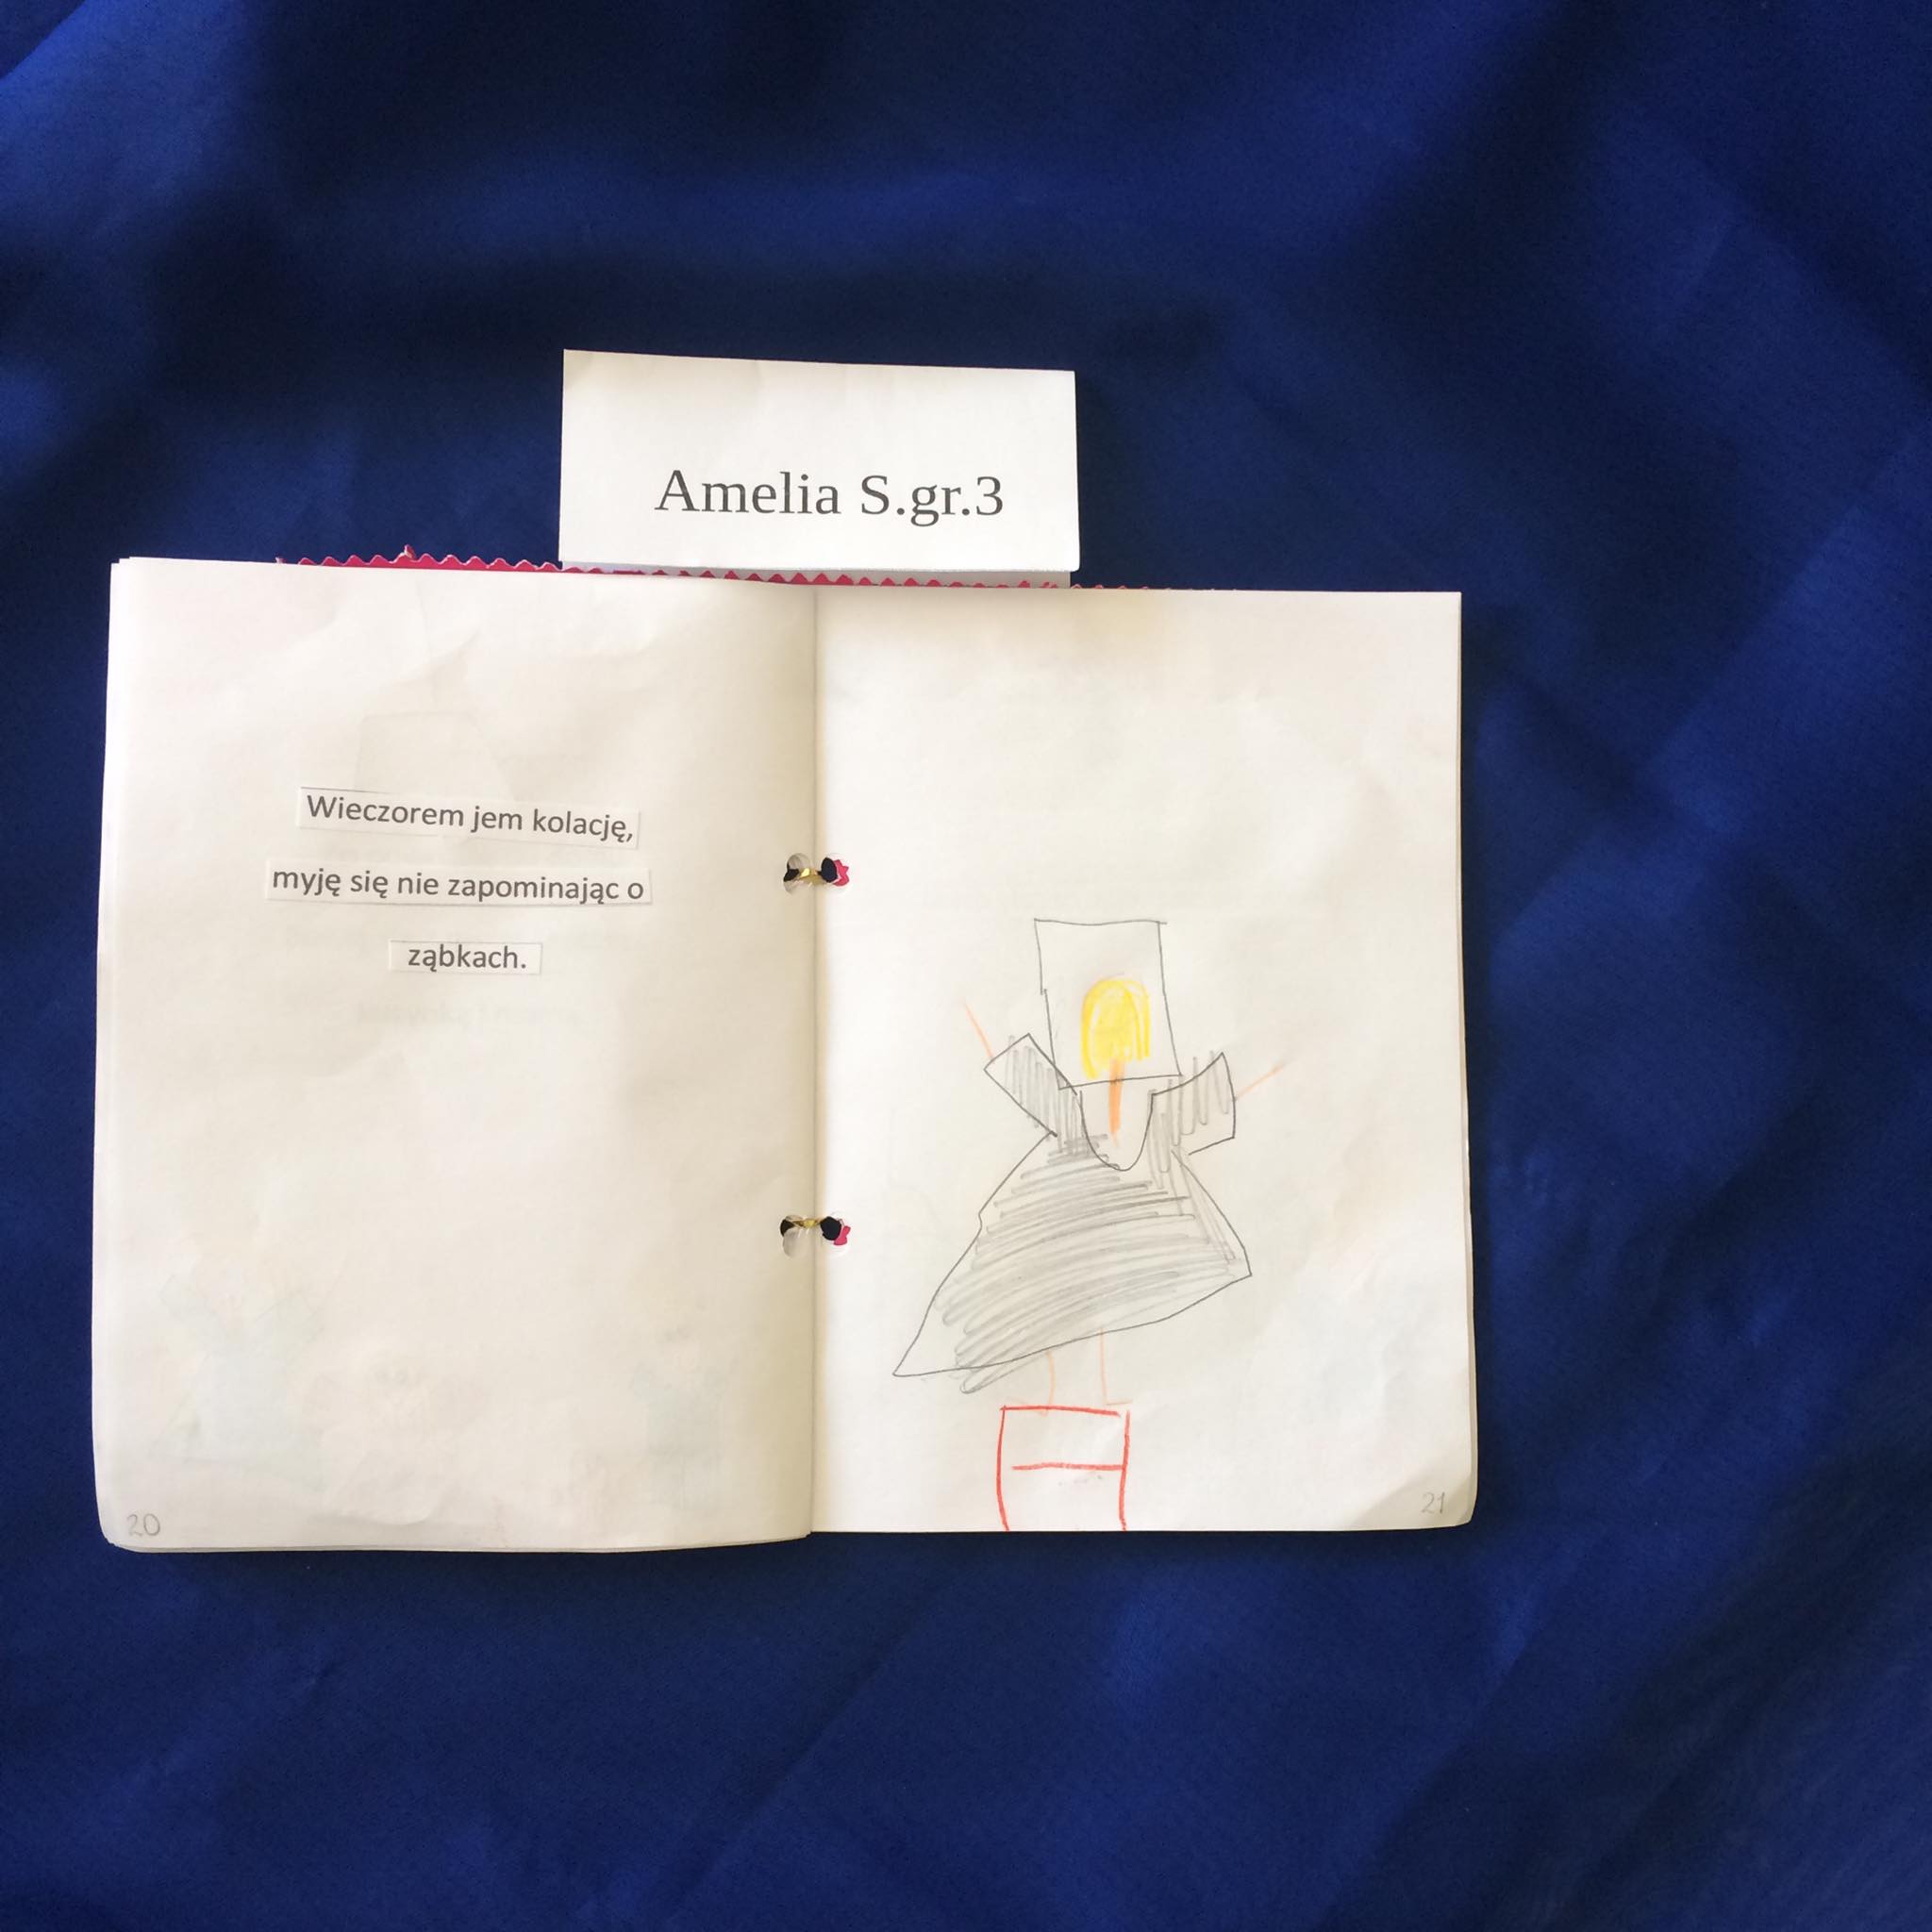 Amelia S.gr.3
Wieczorem jem kolację,
myję się nie zapominając o
ząbkach.
20
21